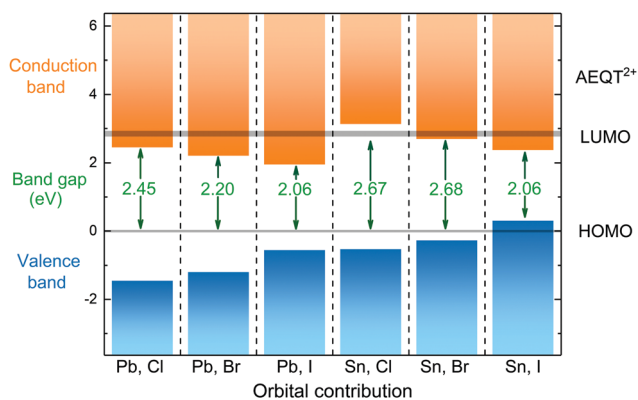 6
4
2
0
-2
Conduction
band
Band gap
(eV)
Valence
band
2.45
2.20
2.06
2.67
2.68
2.06
AEQT2+
LUMO
HOMO
Pb, Cl
Pb, Br
Pb, I
Sn, Cl
Sn, Br
Sn, I
Orbital contribution